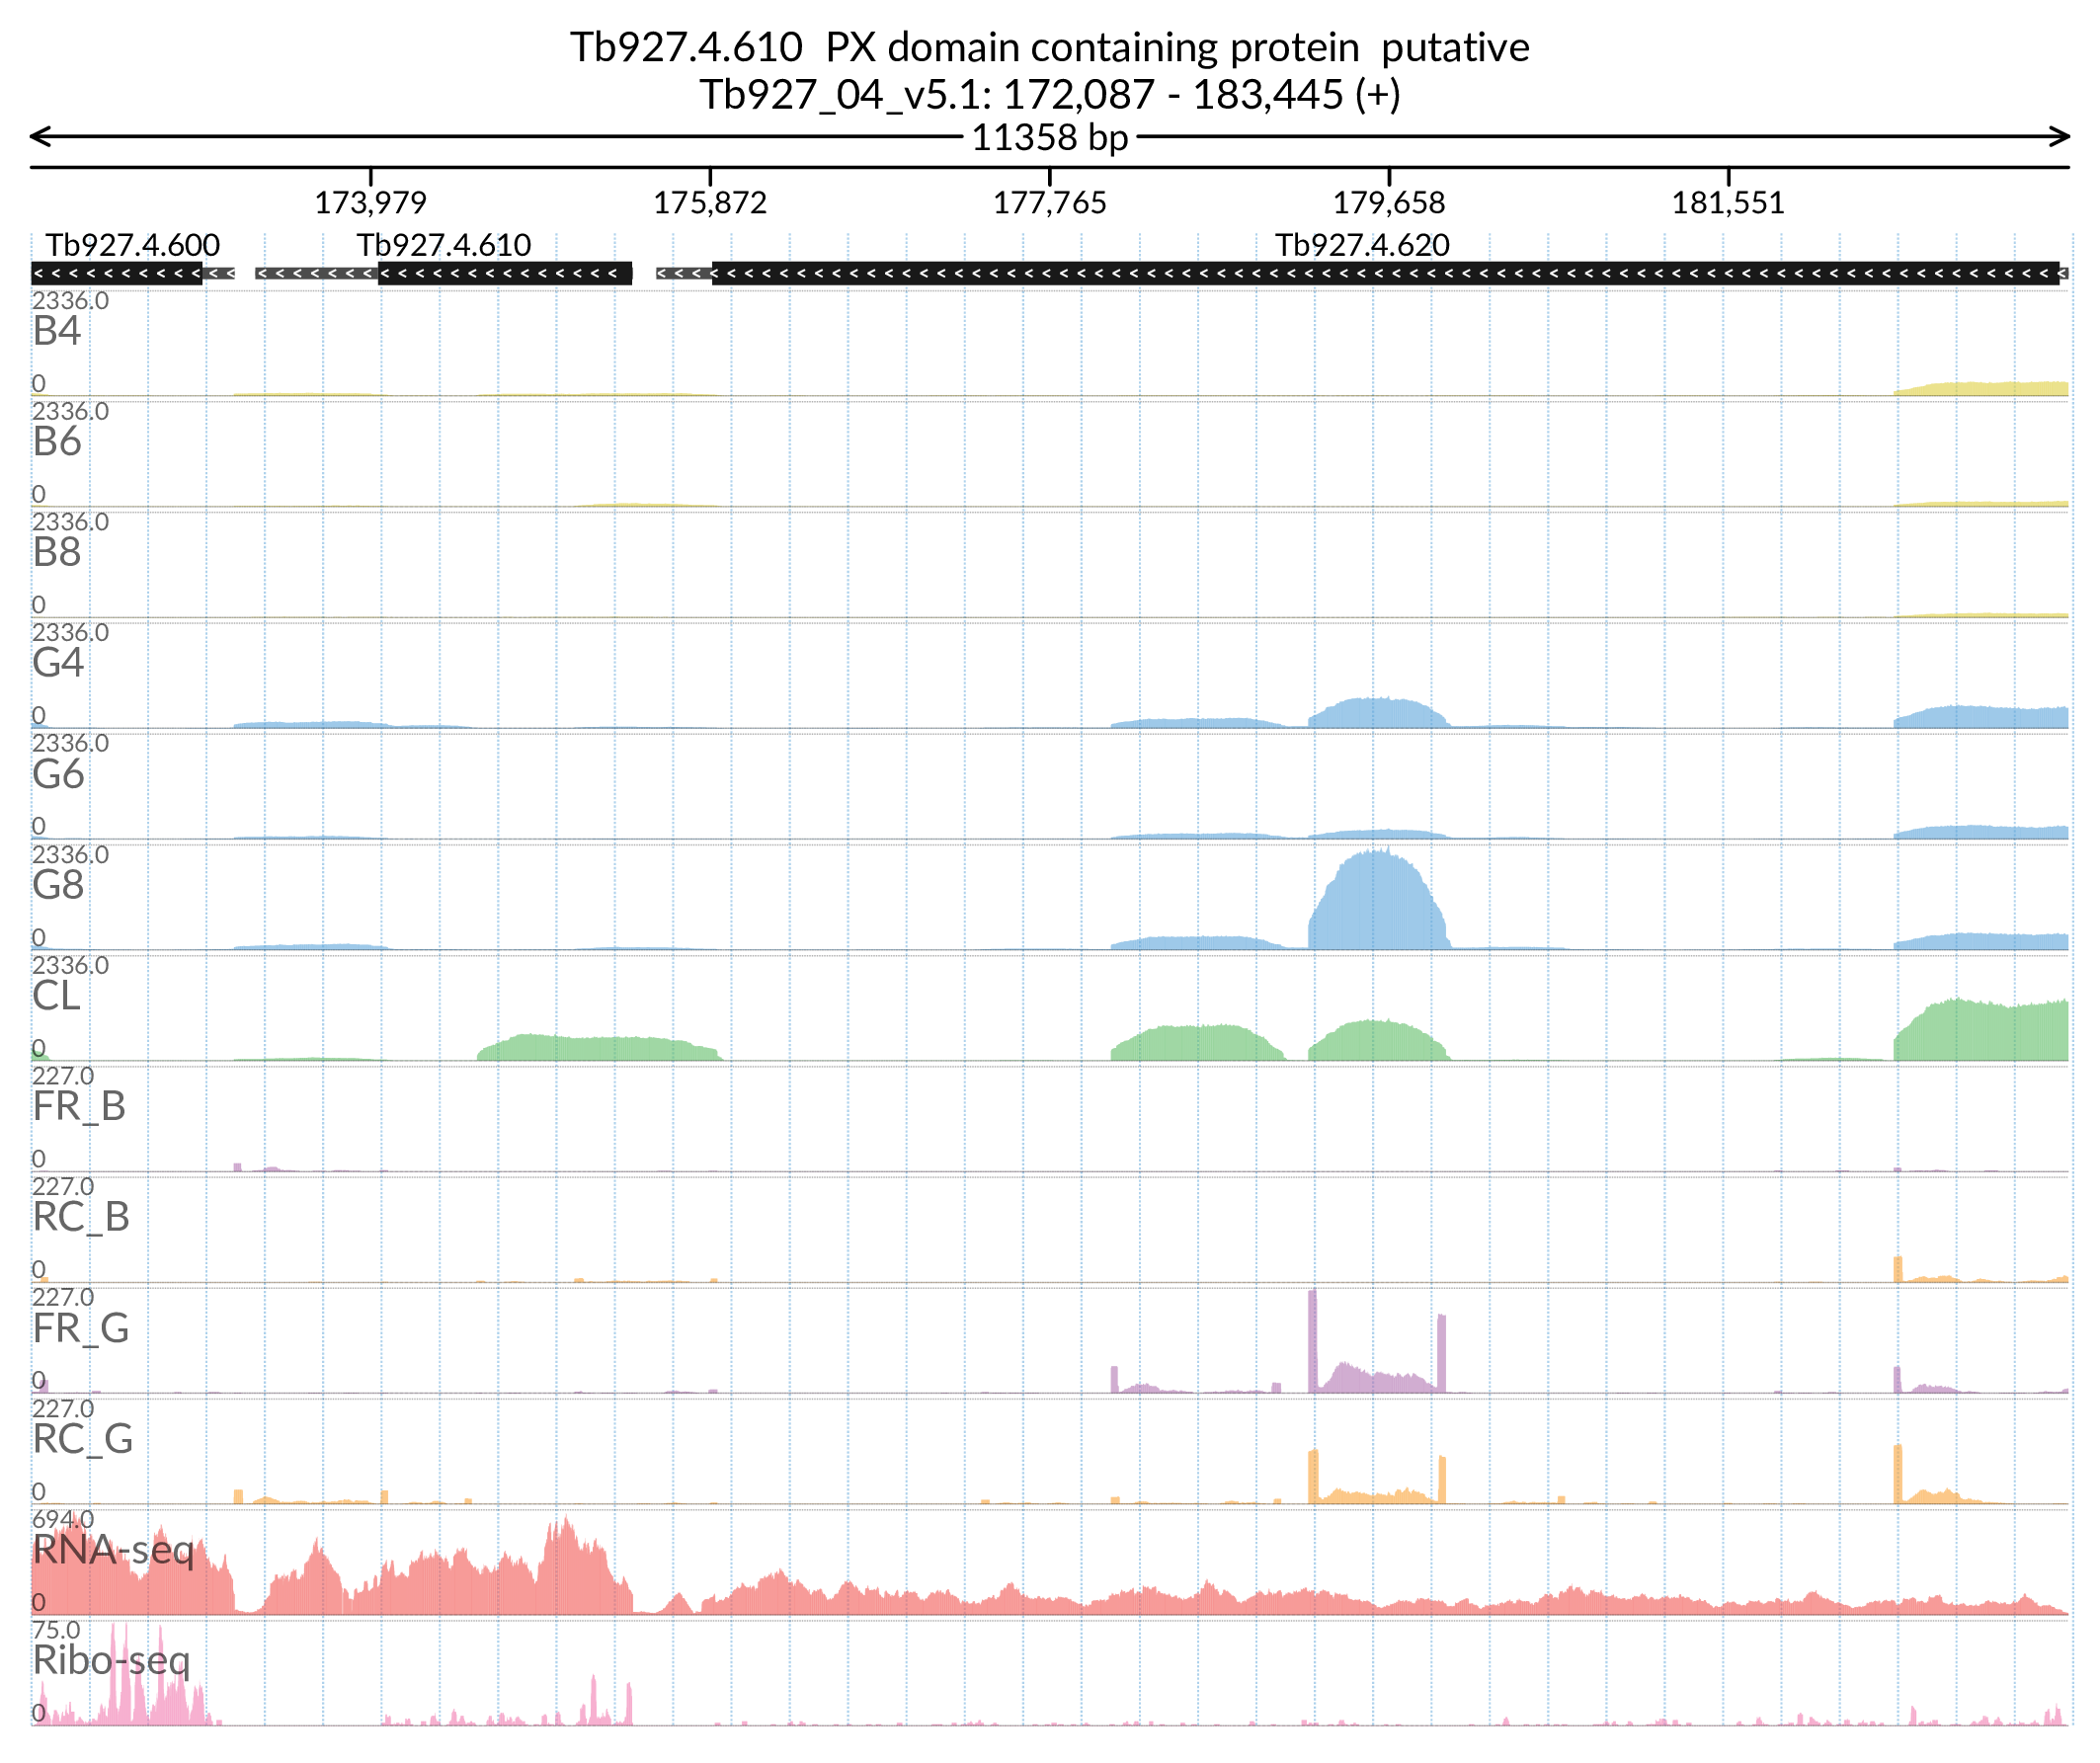 Tb927.4.610  PX domain containing protein  putative
Tb927_04_v5.1: 172,087 - 183,445 (+)
11358 bp
173,979 175,872 177,765 179,658 181,551
Tb927.4.600 Tb927.4.610 Tb927.4.620
2336.0
B4
0
2336.0
B6
0
2336.0
B8
0
2336.0
G4
0
2336.0
G6
0
2336.0
G8
0
2336.0
CL
0
227.0
FR_B
0
227.0
RC_B
0
227.0
FR_G
0
227.0
RC_G
0
694.0
RNA-seq
0
75.0
Ribo-seq
0